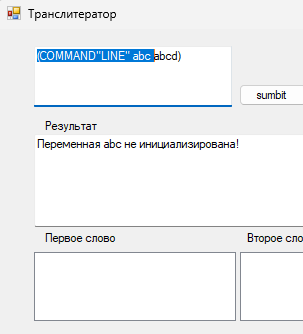 Транслитератор
(COMMAND"LINE" abc abcd)
sumbit
Результат
Переменная abc не инициализирована!
Первое слово
Второе сло